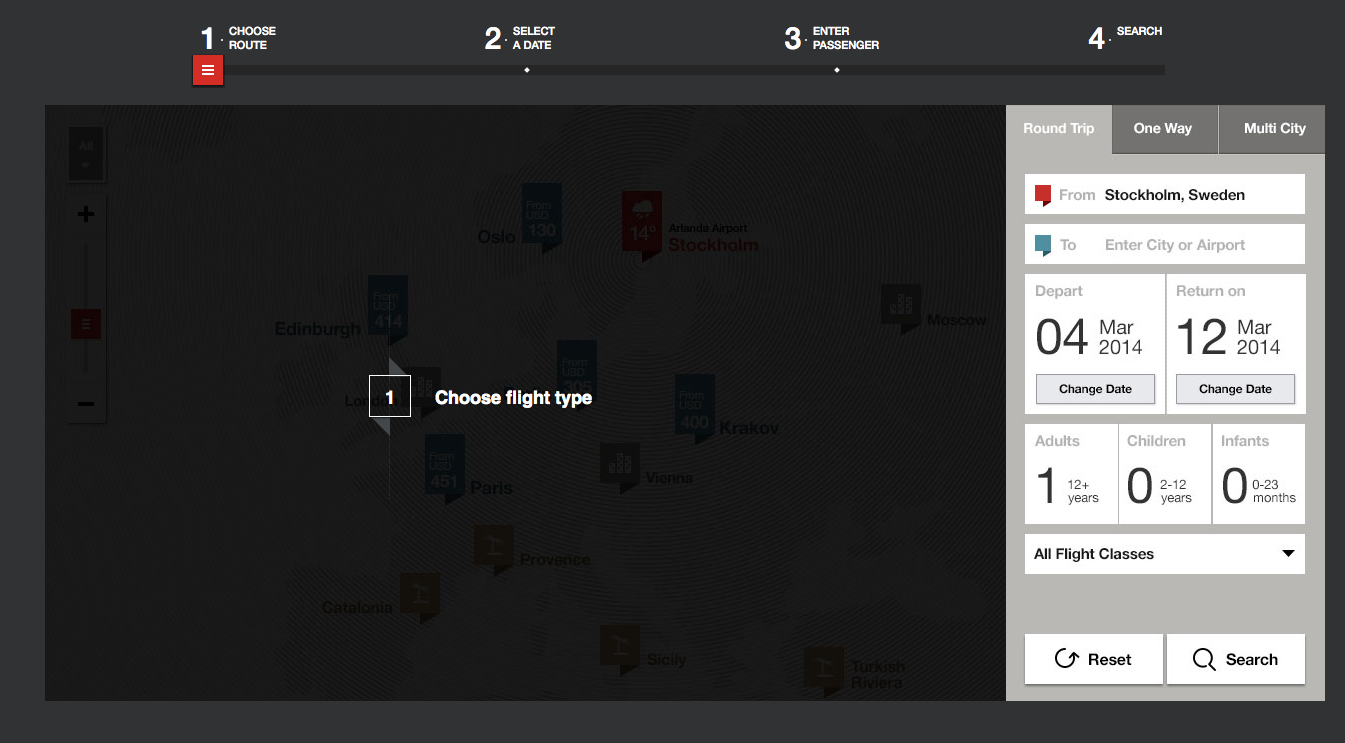 1. CHOOSE
ROUTE
2. SELECT
A DATE
3. ENTER
PASSENGER
4. SEARCH
All
Oslo
From
USD
130
14°
Arlanda Airport
Stockholm
Edinburgh
From
USD
414
Moscow
London
From
USD
305
1 Choose flight type
From
USD
400
Krakov
From
USD
451
Paris
Vienna
Provence
Catalonia
Sicily
Turkish
Riviera
Round Trip
One Way
Multi City
From Stockholm, Sweden
To Enter City or Airport
Depart
04 Mar
2014
Change Date
Return on
12 Mar
2014
Change Date
Adults
1 12+
years
Children
0 2-12
years
Infants
0 0-23
months
All Flight Classes
Reset
Search